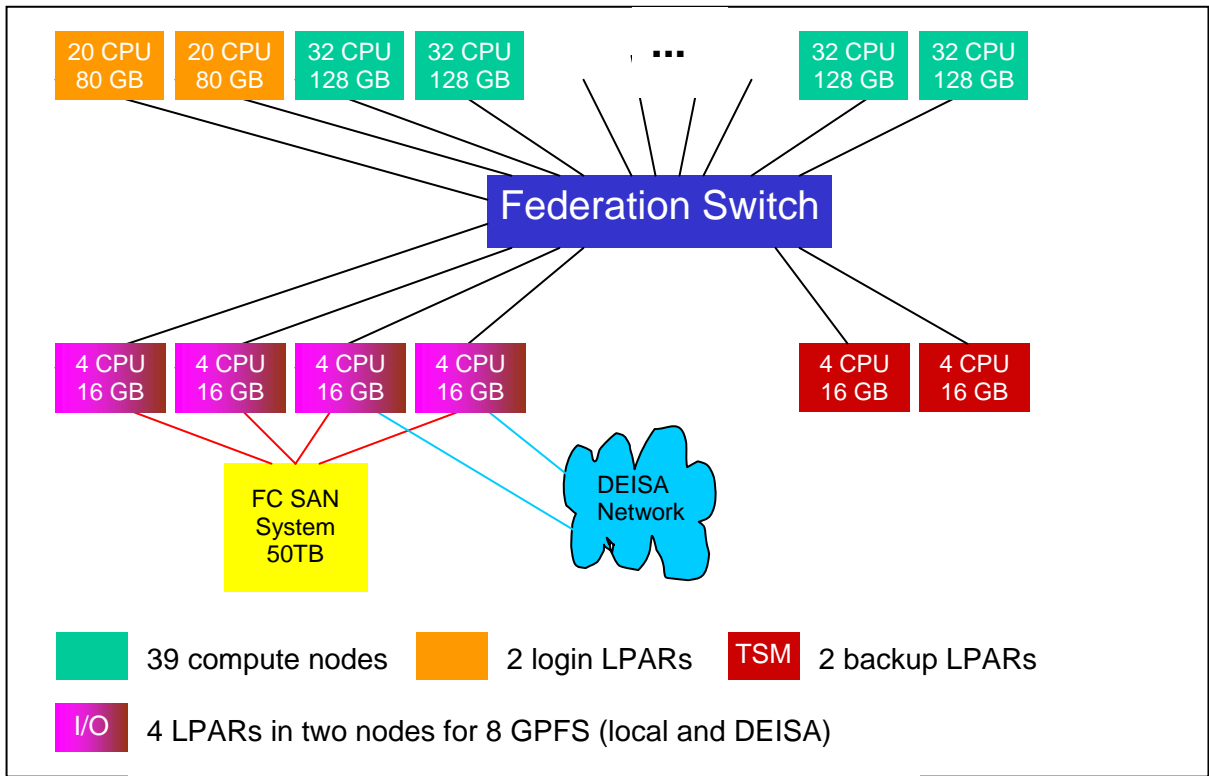 20 CPU
80 GB
20 CPU
80 GB
32 CPU
128 GB
32 CPU
128 GB
...
32 CPU
128 GB
32 CPU
128 GB
Federation Switch
4 CPU
16 GB
4 CPU
16 GB
4 CPU
16 GB
4 CPU
16 GB
4 CPU
16 GB
4 CPU
16 GB
FC SAN
System
50TB
DEISA
Network
39 compute nodes
2 login LPARs
TSM
2 backup LPARs
I/O
4 LPARs in two nodes for 8 GPFS (local and DEISA)